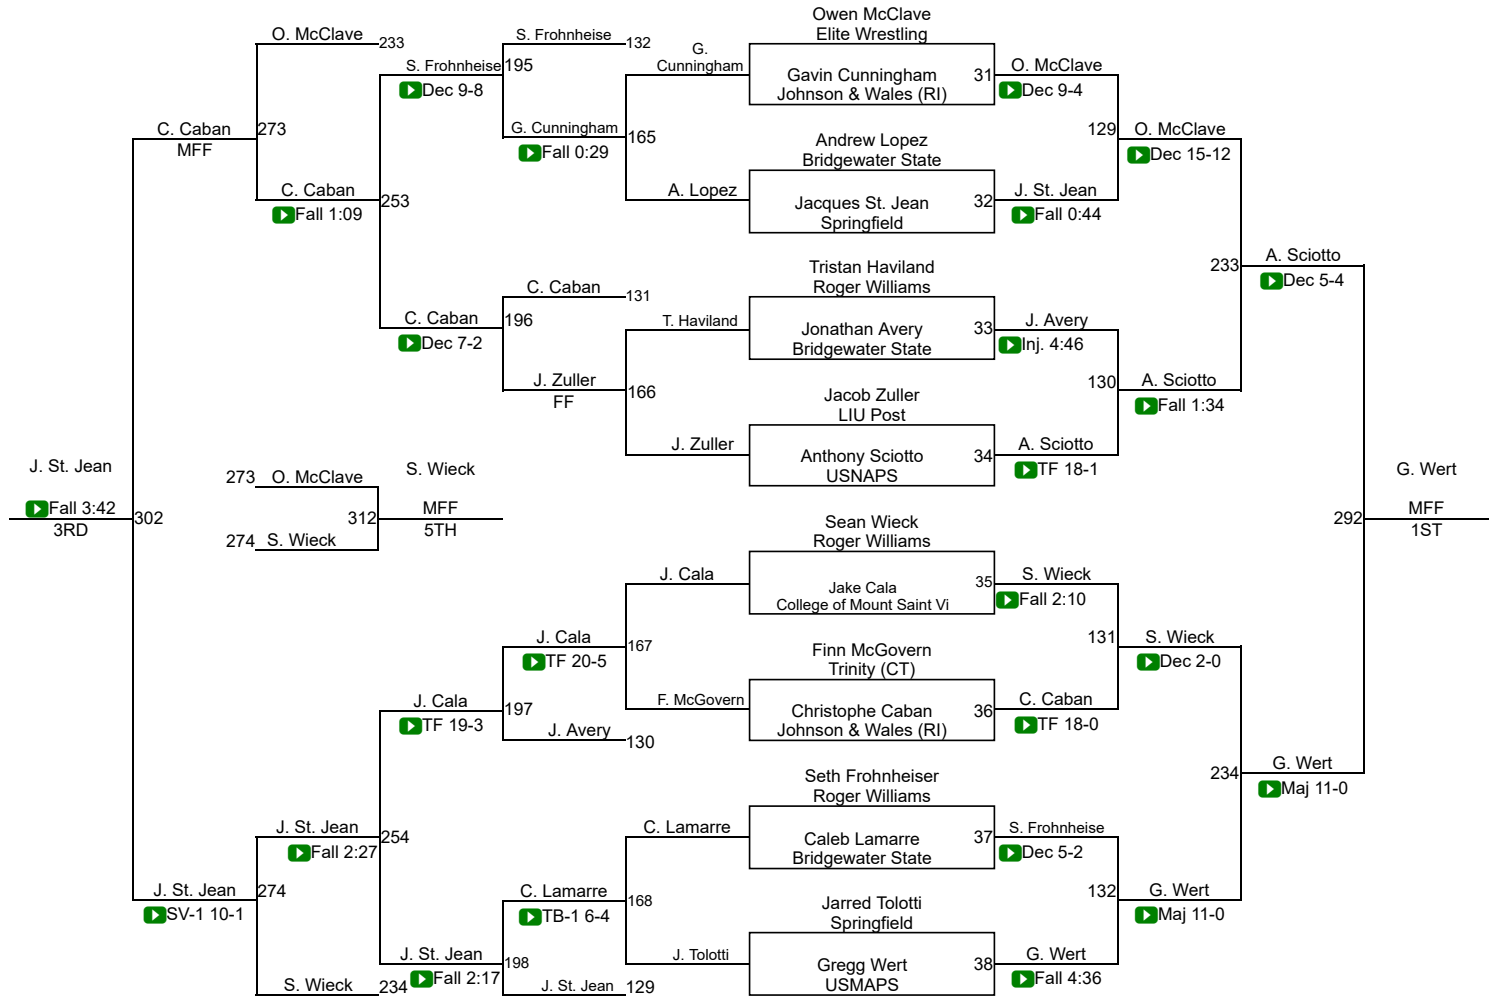 Owen McClave
Elite Wrestling
Gavin Cunningham
Johnson & Wales (RI)
31
O. McClave
Dec 9-4
Andrew Lopez
Bridgewater State
Jacques St. Jean
Springfield
32
J. St. Jean
Fall 0:44
129
O. McClave
Dec 15-12
Tristan Haviland
Roger Williams
Jonathan Avery
Bridgewater State
33
J. Avery
Inj. 4:46
Jacob Zuller
LIU Post
Anthony Sciotto
USNAPS
34
A. Sciotto
TF 18-1
130
A. Sciotto
Fall 1:34
233
A. Sciotto
Dec 5-4
Sean Wieck
Roger Williams
Jake Cala
College of Mount Saint Vi
35
S. Wieck
Fall 2:10
Finn McGovern
Trinity (CT)
Christophe Caban
Johnson & Wales (RI)
36
C. Caban
TF 18-0
131
S. Wieck
Dec 2-0
Seth Frohnheiser
Roger Williams
Caleb Lamarre
Bridgewater State
37
S. Frohnheise
Dec 5-2
Jarred Tolotti
Springfield
Gregg Wert
USMAPS
38
G. Wert
Fall 4:36
132
G. Wert
Maj 11-0
234
G. Wert
Maj 11-0
292
G. Wert
MFF
1ST
G.
Cunningham
A. Lopez
165
G. Cunningham
Fall 0:29
S. Frohnheise
132
195
S. Frohnheise
Dec 9-8
T. Haviland
J. Zuller
166
J. Zuller
FF
C. Caban
131
196
C. Caban
Dec 7-2
253
C. Caban
Fall 1:09
O. McClave
233
273
C. Caban
MFF
J. Cala
F. McGovern
167
J. Cala
TF 20-5
J. Avery
130
197
J. Cala
TF 19-3
C. Lamarre
J. Tolotti
168
C. Lamarre
TB-1 6-4
J. St. Jean
129
198
J. St. Jean
Fall 2:17
254
J. St. Jean
Fall 2:27
S. Wieck
234
274
J. St. Jean
SV-1 10-1
302
J. St. Jean
Fall 3:42
3RD
273
O. McClave
274
S. Wieck
312
S. Wieck
MFF
5TH